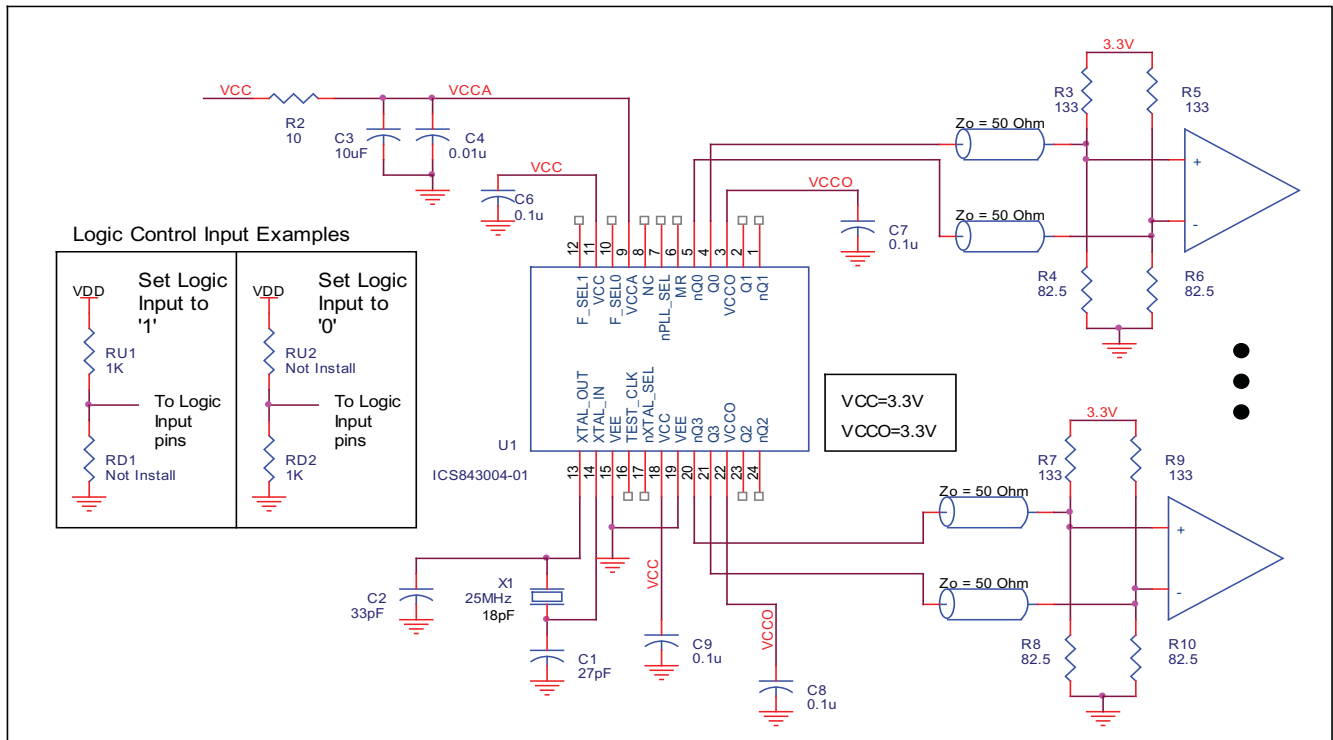 VCC
R2
10
VCCA
C3
10uF
C4
0.01u
VCC
C6
0.1u
VCCO
C7
0.1u
Zo = 50 Ohm
Zo = 50 Ohm
3.3V
R3
133
R5
133
+
-
R4
82.5
R6
82.5
Logic Control Input Examples
Set Logic
Input to
'1'
VDD
RU1
1K
To Logic
Input
pins
RD1
Not Install
Set Logic
Input to
'0'
VDD
RU2
Not Install
To Logic
Input
pins
RD2
1K
12
11
10
9
8
7
6
5
4
3
2
1
F_SEL1
VCC
F_SEL0
VCCA
NC
nPLL_SEL
MR
nQ0
Q0
VCCO
Q1
nQ1
XTAL_OUT
XTAL_IN
VEE
TEST_CLK
nXTAL_SEL
VCC
VEE
nQ3
Q3
VCCO
Q2
nQ2
U1
ICS843004-01
13
14
15
16
17
18
19
20
21
22
23
24
VCC=3.3V
VCCO=3.3V
C2
33pF
X1
25MHz
18pF
C1
27pF
VCC
C9
0.1u
VCCO
C8
0.1u
Zo = 50 Ohm
Zo = 50 Ohm
3.3V
R7
133
R9
133
+
-
R8
82.5
R10
82.5